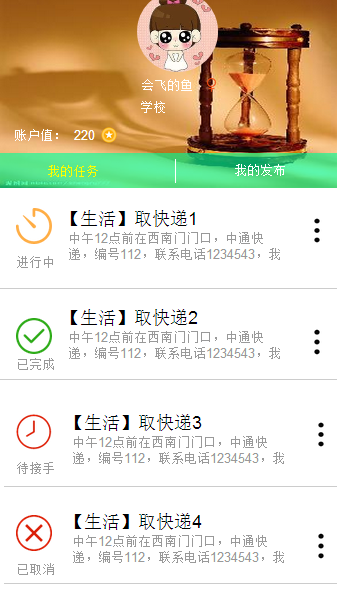 会飞的鱼
学校
账户值： 220
我的任务
我的发布
【生活】取快递1
中午12点前在西南门门口，中通快
递，编号112，联系电话1234543，我
进行中
【生活】取快递2
中午12点前在西南门门口，中通快
递，编号112，联系电话1234543，我
已完成
【生活】取快递3
中午12点前在西南门门口，中通快
递，编号112，联系电话1234543，我
待接手
【生活】取快递4
中午12点前在西南门门口，中通快
递，编号112，联系电话1234543，我
已取消